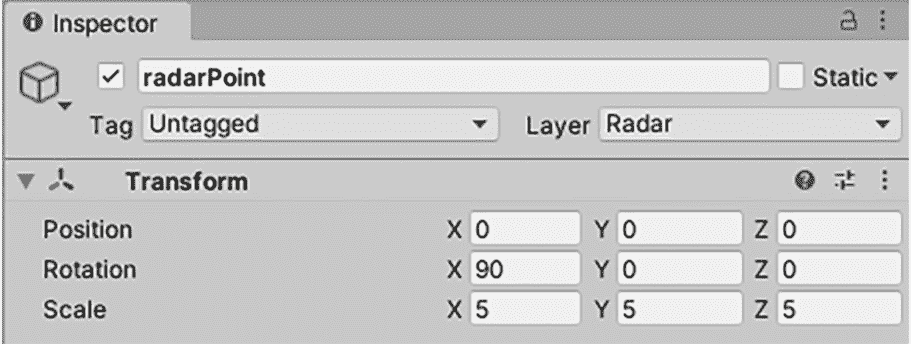 Inspector
radarPoint Static
Tag Untagged Layer Radar
Transform
Position X 0 Y 0 Z 0
Rotation X 90 Y 0 Z 0
Scale X 5 Y 5 Z 5